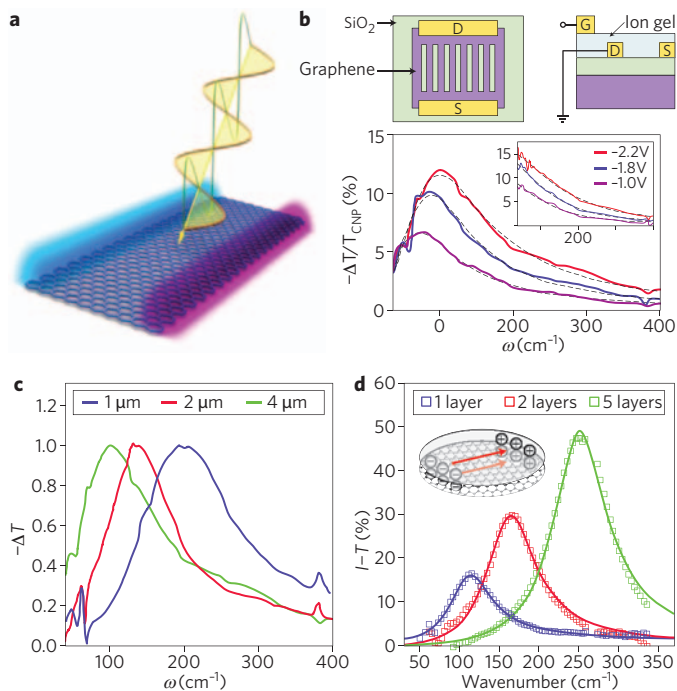 a
b
SiO2
D
Graphene
S
G
Ion gel
D
S
−ΔT/TCNP (%)
15
10
5
0
0
200
300
400
ω (cm−1)
−2.2V
−1.8V
−1.0V
15
10
5
0
200
c
1 μm
2 μm
4 μm
−ΔT
1.0
1.0
0.8
0.6
0.4
0.2
0.0
100
200
300
400
ω (cm−1)
d
1 layer
2 layers
5 layers
I−T (%)
60
50
40
30
20
10
0
50
100
150
200
250
300
350
Wavenumber (cm−1)